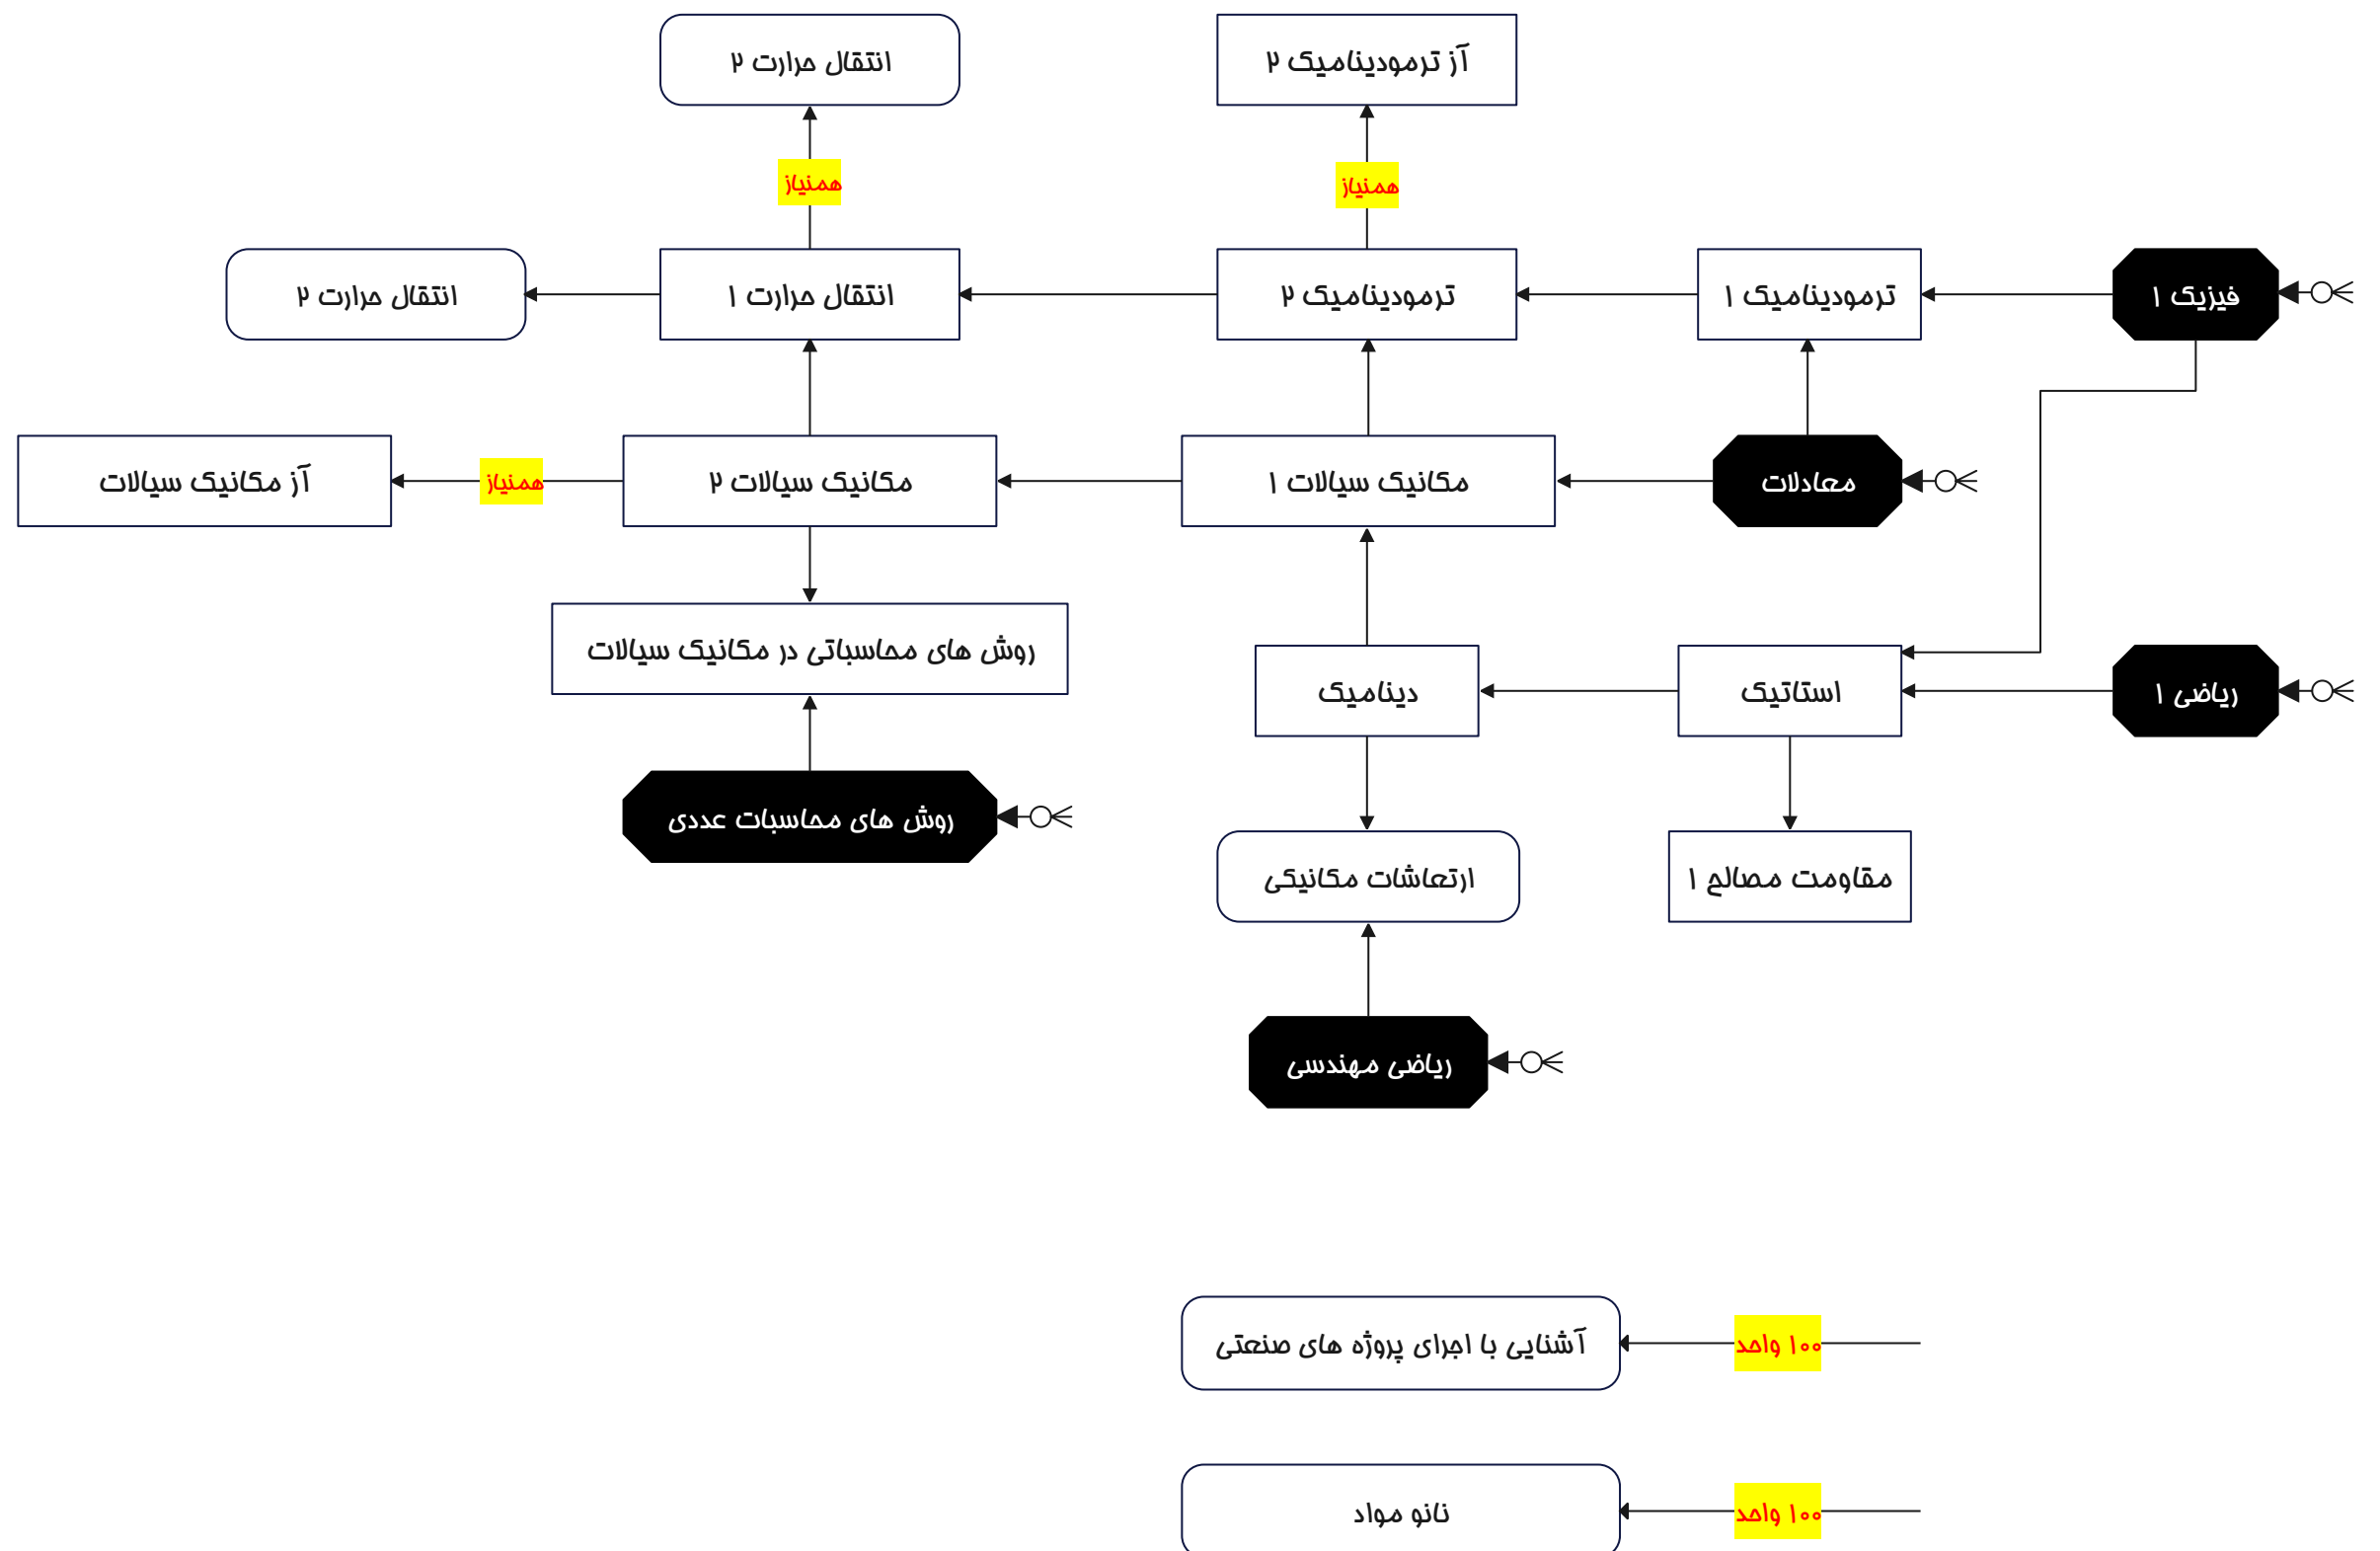 آز ترمودینامیک ۲
انتقال حرارت ۲
همنیاز
همنیاز
فیزیک ۱
ترمودینامیک ۱
ترمودینامیک ۲
انتقال حرارت ۱
انتقال حرارت ۲
معادلات
مکانیک سیالات ۱
مکانیک سیالات ۲
همنیاز
آز مکانیک سیالات
روش های محاسباتی در مکانیک سیالات
ریاضی ۱
استاتیک
دینامیک
روش های محاسبات عددی
مقاومت مصالح ۱
ارتعاشات مکانیکی
ریاضی مهندسی
۱۰۰ واحد
آشنایی با اجرای پروژه های صنعتی
۱۰۰ واحد
نانو مواد